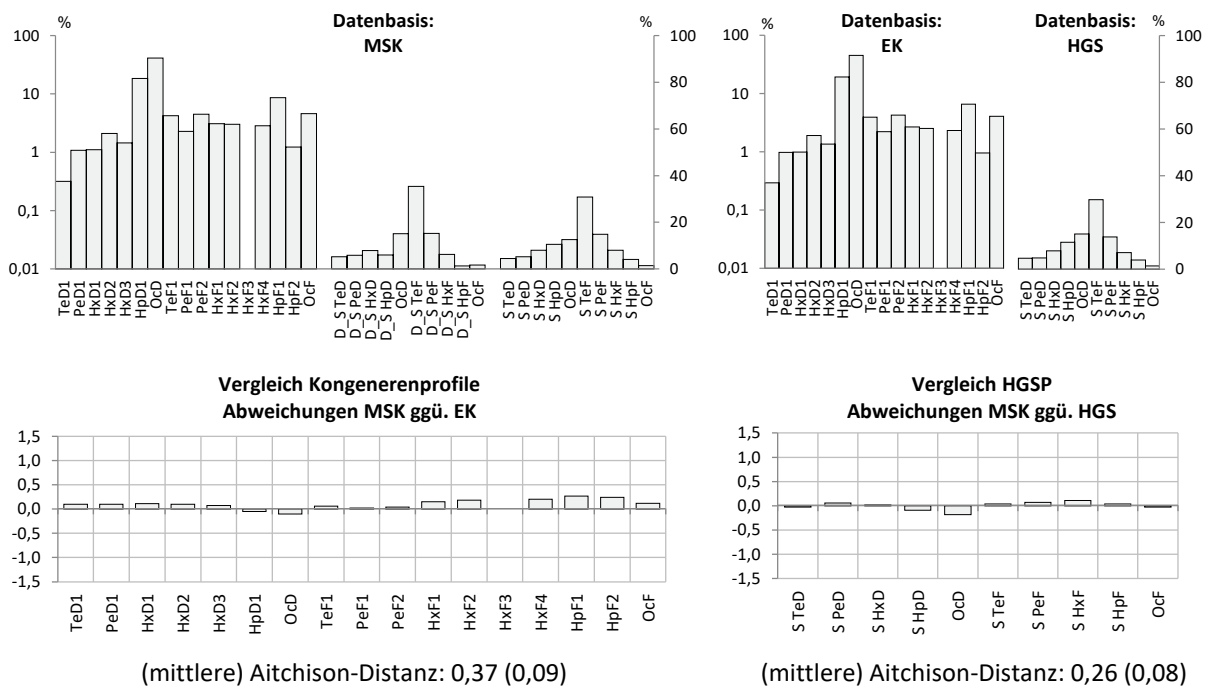 %
Datenbasis:
MSK
%
100
10
1
0,1
0,01
100
80
60
40
20
0
TeD1
PeD1
HxD1
HxD2
HxD3
HpD1
OcD
TeF1
PeF1
PeF2
HxF1
HxF2
HxF3
HxF4
HpF1
HpF2
OcF
D_S TeD
D_S PeD
D_S HxD
D_S HpD
OcD
D_S TeF
D_S PeF
D_S HxF
D_S HpF
OcF
S TeD
S PeD
S HxD
S HpD
OcD
S TeF
S PeF
S HxF
S HpF
OcF
%
Datenbasis:
EK
Datenbasis:
HGS
%
100
10
1
0,1
0,01
100
80
60
40
20
0
TeD1
PeD1
HxD1
HxD2
HxD3
HpD1
OcD
TeF1
PeF1
PeF2
HxF1
HxF2
HxF3
HxF4
HpF1
HpF2
OcF
S TeD
S PeD
S HxD
S HpD
OcD
S TeF
S PeF
S HxF
S HpF
OcF
Vergleich Kongenerenprofile
Abweichungen MSK ggü. EK
1,5
1,0
0,5
0,0
-0,5
-1,0
-1,5
TeD1
PeD1
HxD1
HxD2
HxD3
HpD1
OcD
TeF1
PeF1
PeF2
HxF1
HxF2
HxF3
HxF4
HpF1
HpF2
OcF
(mittlere) Aitchison-Distanz: 0,37 (0,09)
Vergleich HGSP
Abweichungen MSK ggü. HGS
1,5
1,0
0,5
0,0
-0,5
-1,0
-1,5
S TeD
S PeD
S HxD
S HpD
OcD
S TeF
S PeF
S HxF
S HpF
OcF
(mittlere) Aitchison-Distanz: 0,26 (0,08)